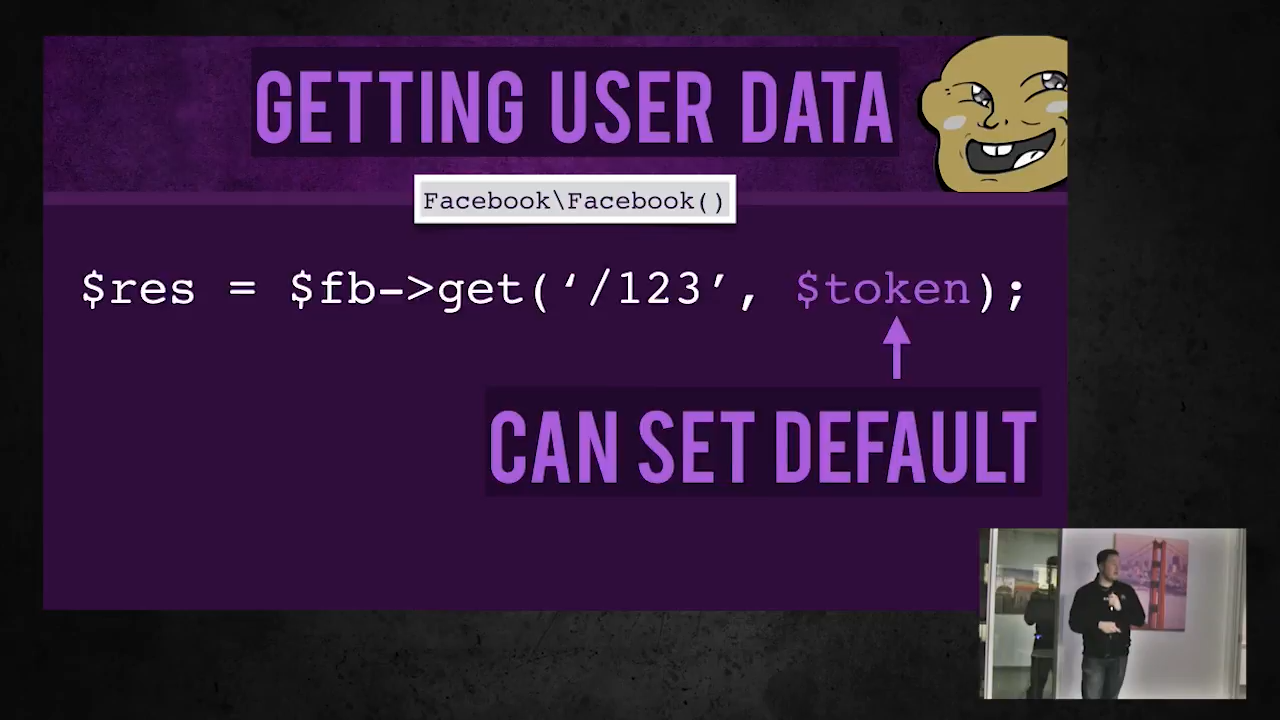 GETTING USER DATA
Facebook\Facebook()
$res = $fb->get(‘/123’, $token);
CAN SET DEFAULT